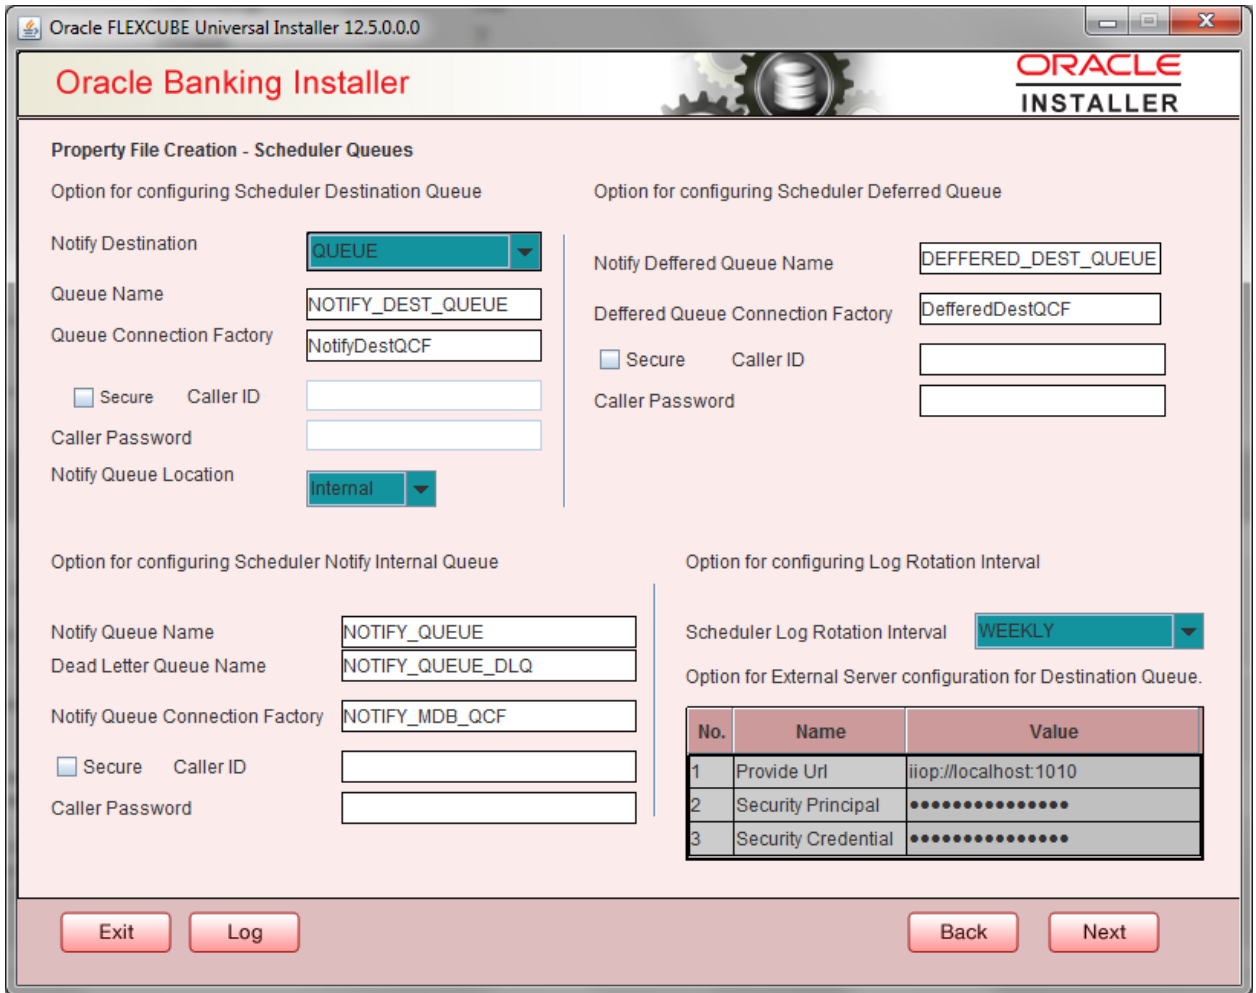 Oracle FLEXCUBE Universal Installer 12.5.0.0.0
Oracle Banking Installer
ORACLE
INSTALLER
Property File Creation - Scheduler Queues
Option for configuring Scheduler Destination Queue
Notify Destination QUEUE
Queue Name NOTIFY_DEST_QUEUE
Queue Connection Factory NotifyDestQCF
Secure Caller ID
Caller Password
Notify Queue Location Internal
Option for configuring Scheduler Deferred Queue
Notify Deffered Queue Name DEFFERED_DEST_QUEUE
Deffered Queue Connection Factory DefferedDestQCF
Secure Caller ID
Caller Password
Option for configuring Scheduler Notify Internal Queue
Notify Queue Name NOTIFY_QUEUE
Dead Letter Queue Name NOTIFY_QUEUE_DLQ
Notify Queue Connection Factory NOTIFY_MDB_QCF
Secure Caller ID
Caller Password
Option for configuring Log Rotation Interval
Scheduler Log Rotation Interval WEEKLY
Option for External Server configuration for Destination Queue.
No. Name Value
1 Provide Url iiop://localhost:1010
2 Security Principal •••••••••••••••
3 Security Credential •••••••••••••••
Exit Log Back Next